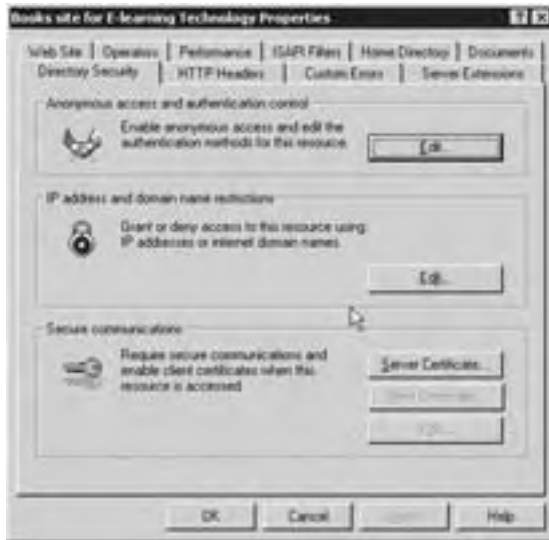 Books site for E-learning Technology Properties
Web Site Operators Performance ISAPI Filters Home Directory Documents
Directory Security HTTP Headers Custom Errors Server Extensions
Anonymous access and authentication control
Enable anonymous access and edit the
authentication methods for this resource.
Edit...
IP address and domain name restrictions
Grant or deny access to this resource using
IP addresses or internet domain names.
Edit...
Secure communications
Require secure communications and
enable client certificates when this
resource is accessed.
Server Certificate...
Edit...
OK Cancel Help